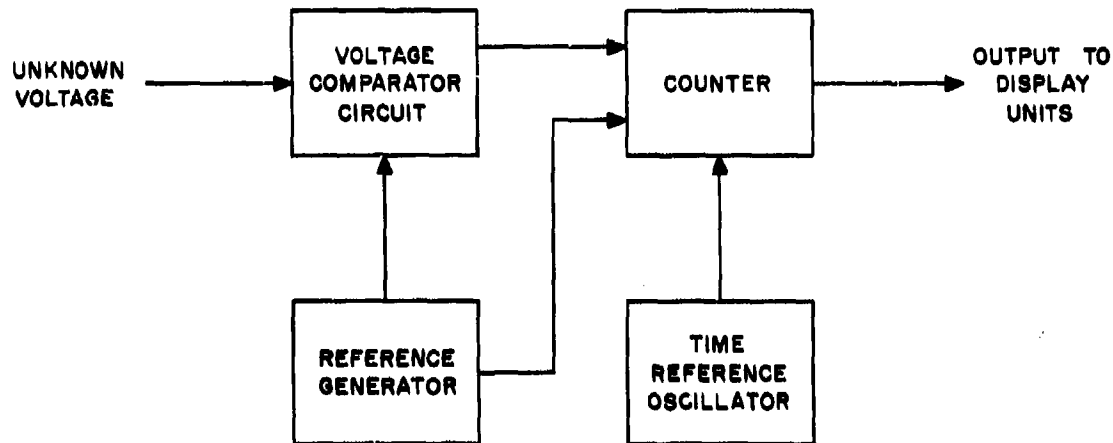 UNKNOWN
VOLTAGE
VOLTAGE
COMPARATOR
CIRCUIT
COUNTER
OUTPUT TO
DISPLAY
UNITS
REFERENCE
GENERATOR
TIME
REFERENCE
OSCILLATOR